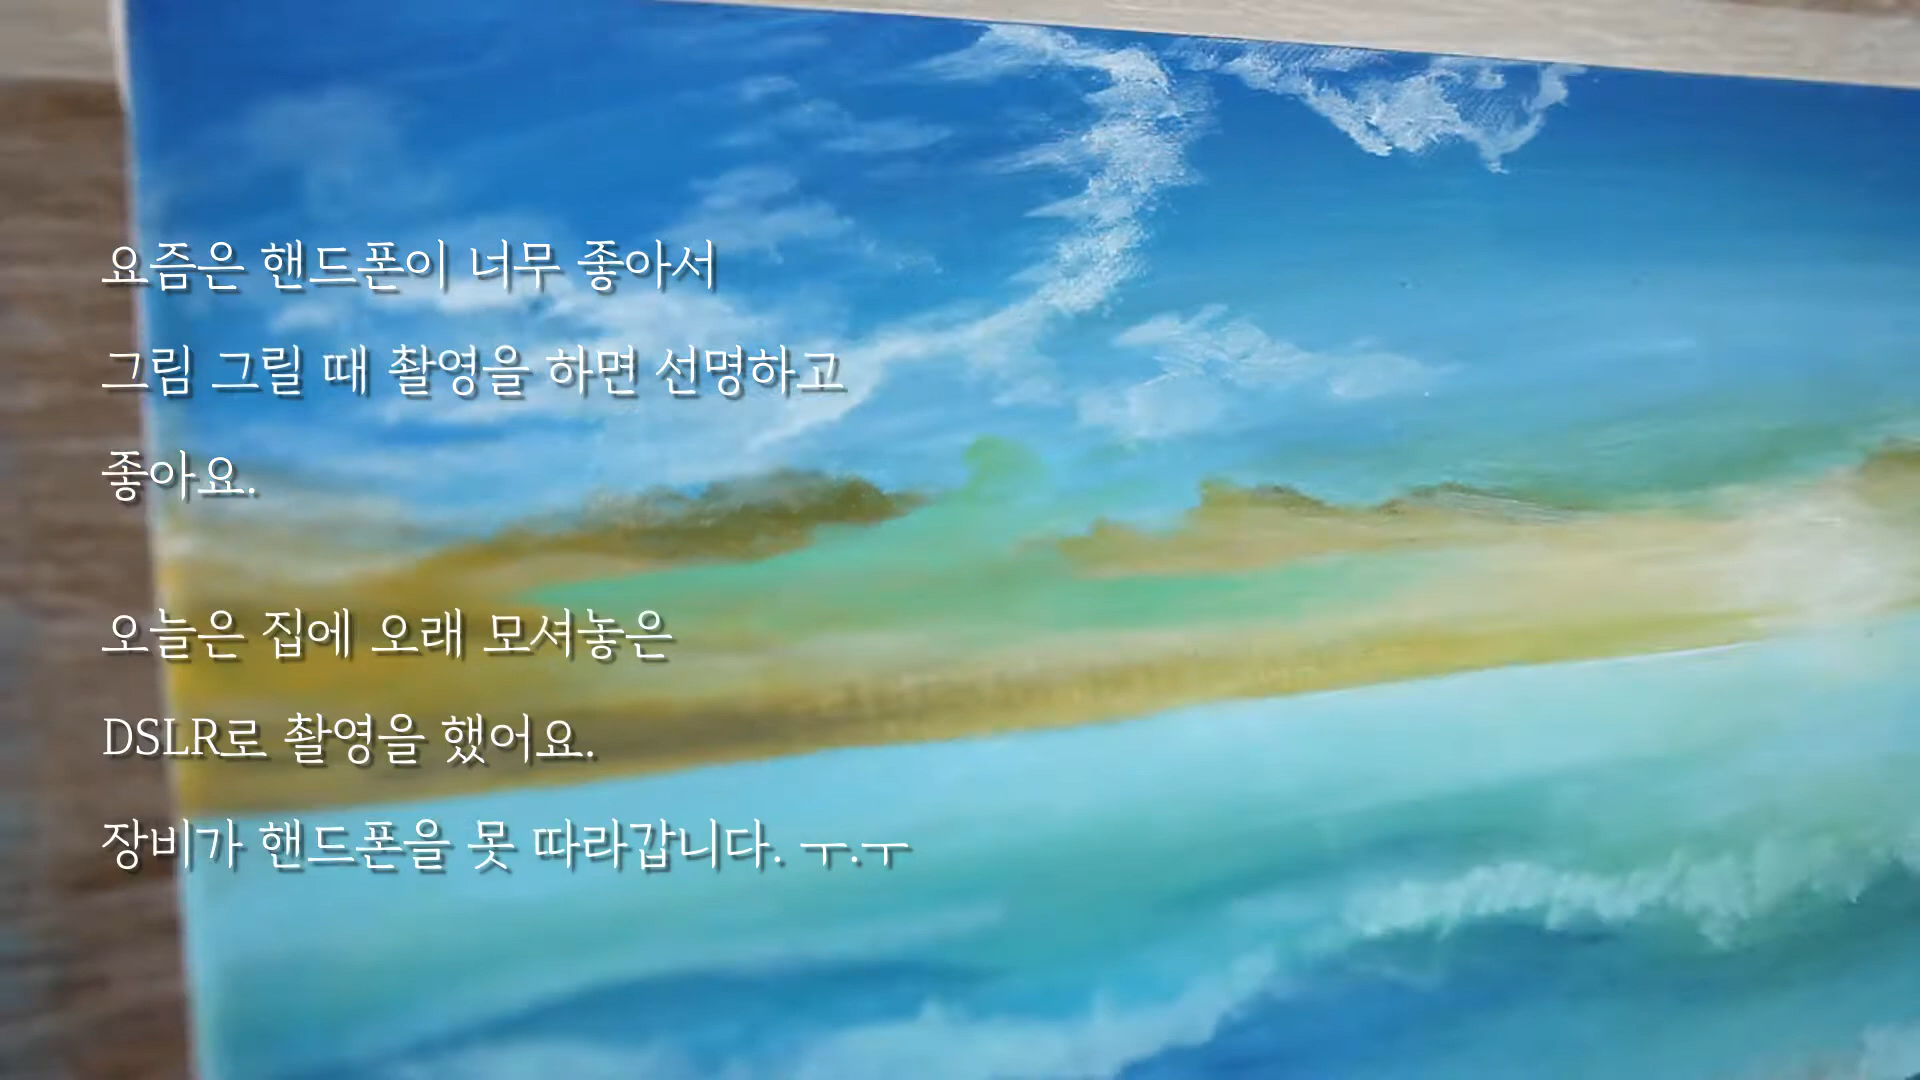 요즘은 핸드폰이 너무 좋아서
그림 그릴 때 촬영을 하면 선명하고
좋아요.
오늘은 집에 오래 모셔놓은
DSLR로 촬영을 했어요.
장비가 핸드폰을 못 따라갑니다. ㅜ.ㅜ